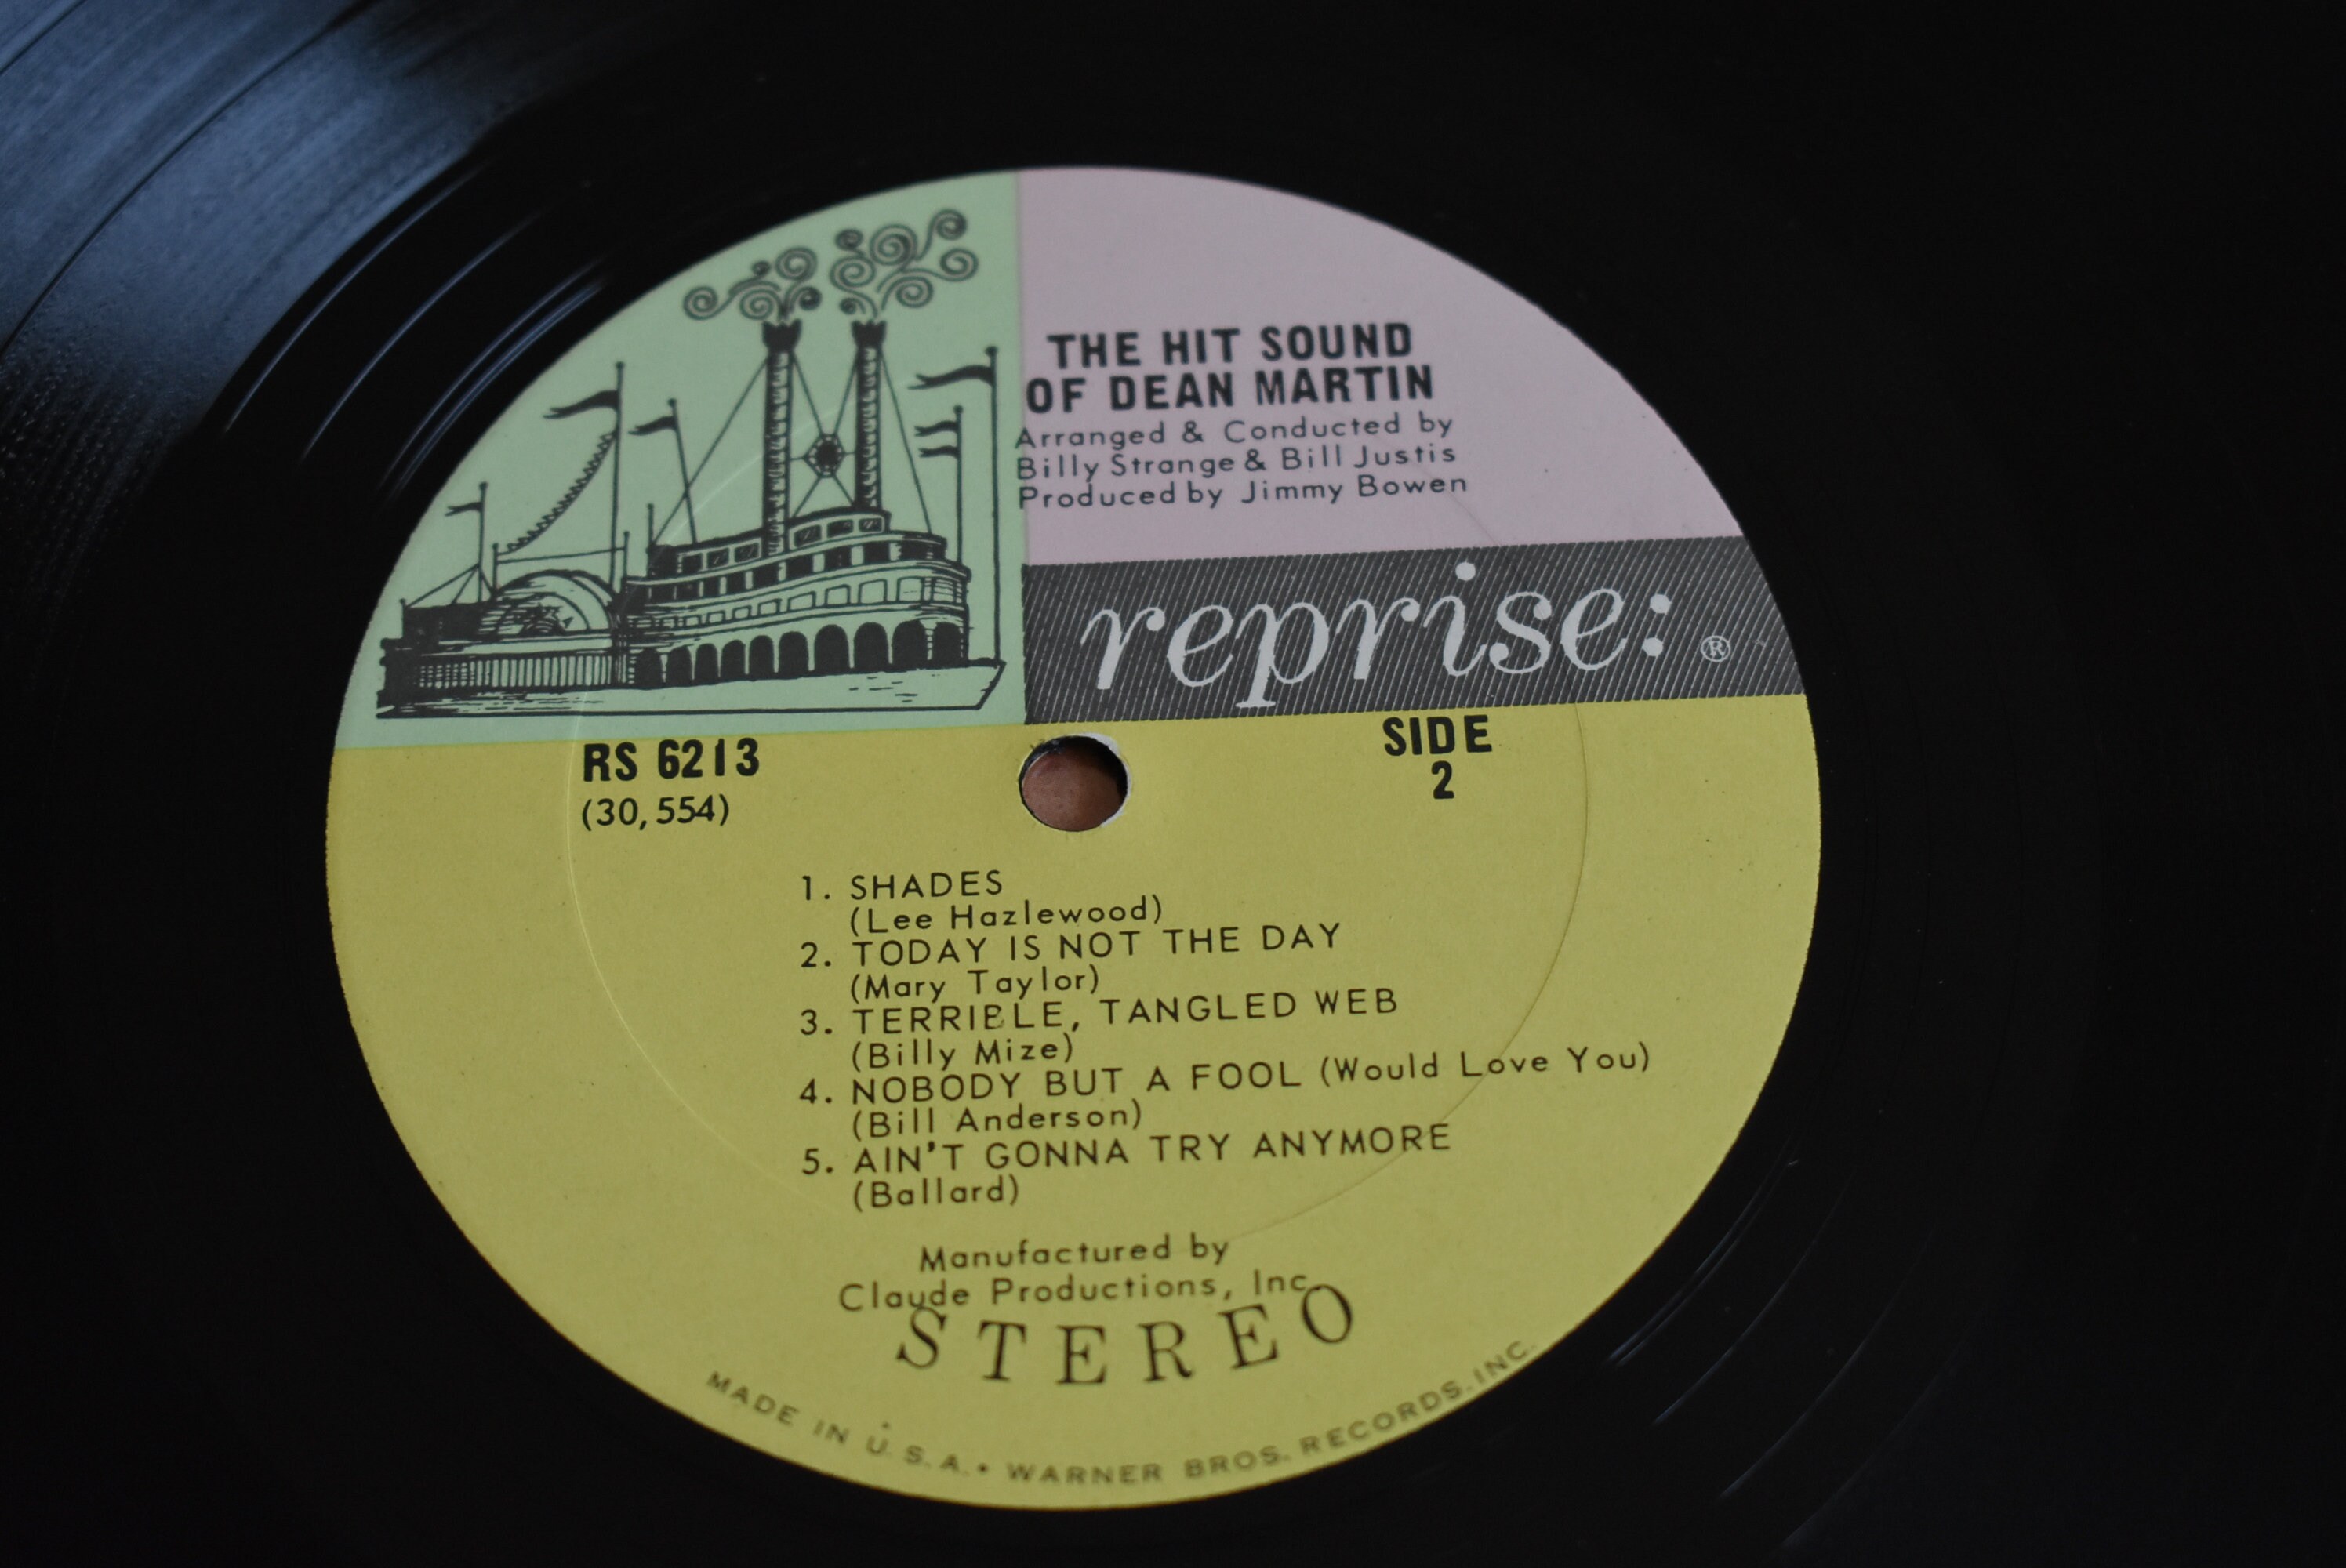 THE HIT SOUND
OF DEAN MARTIN
Arranged & Conducted by
Billy Strange & Bill Justis
Produced by Jimmy Bowen
reprise: ®
RS 6213
(30,554)
SIDE
2
1. SHADES
(Lee Hazlewood)
2. TODAY IS NOT THE DAY
(Mary Taylor)
3. TERRIBLE, TANGLED WEB
(Billy Mize)
4. NOBODY BUT A FOOL (Would Love You)
(Bill Anderson)
5. AIN'T GONNA TRY ANYMORE
(Ballard)
Manufactured by
Claude Productions, Inc.
STEREO
MADE IN U.S.A. • WARNER BROS. RECORDS, INC.